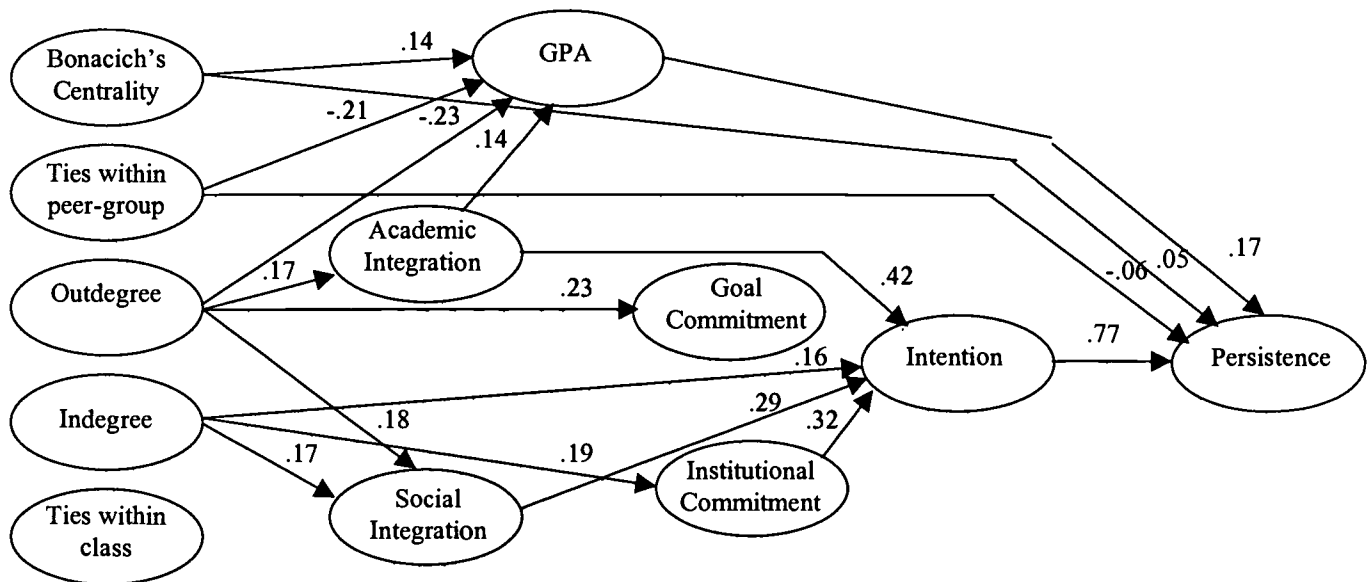 Bonacich's
Centrality
.14
GPA
-.21
-.23
.14
Ties within
peer-group
Academic
Integration
.17
Outdegree
.23
Goal
Commitment
.42
-.06
.05
.17
.16
Intention
.77
Persistence
Indegree
.18
.29
.32
.17
.19
Institutional
Commitment
Social
Integration
Ties within
class